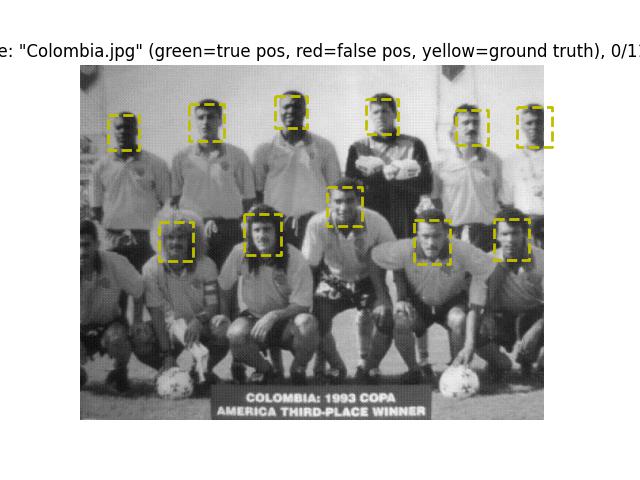 e: "Colombia.jpg" (green=true pos, red=false pos, yellow=ground truth), 0/1
COLOMBIA: 1993 COPA
AMERICA THIRD-PLACE WINNER